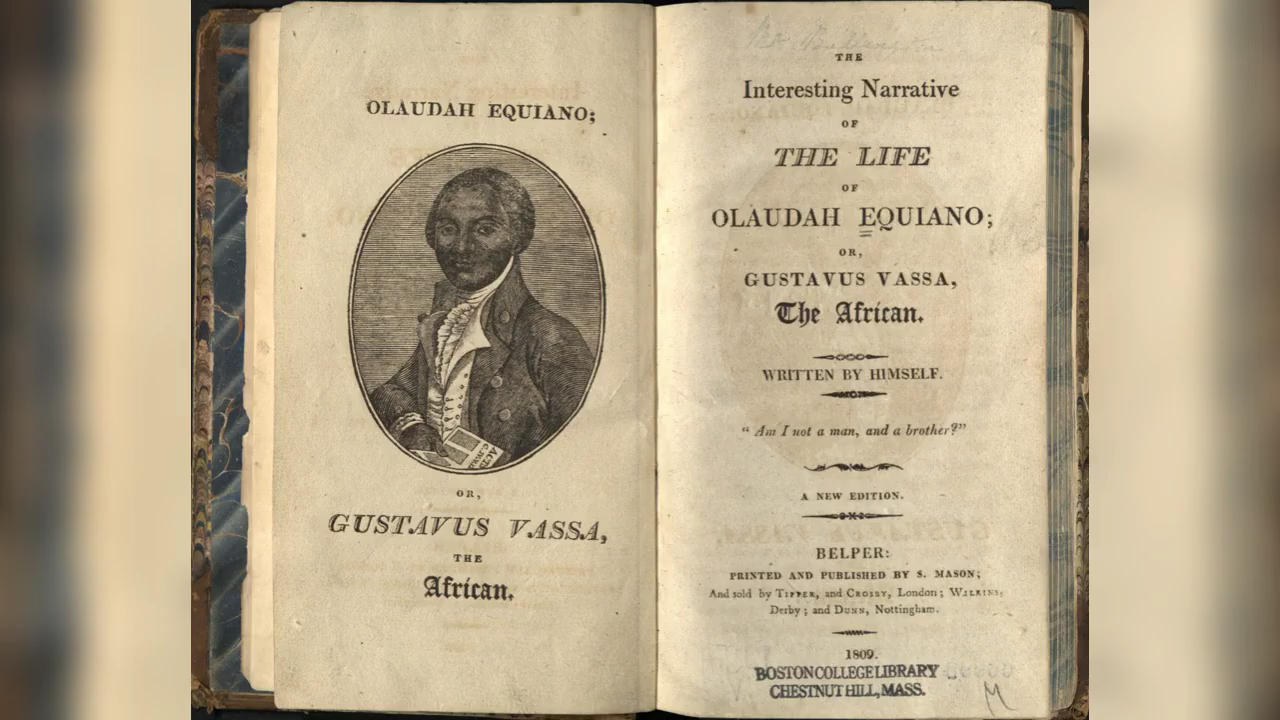 OLAUDAH EQUIANO;
ACTS
OR,
GUSTAVUS VASSA,
THE
African.
THE
Interesting Narrative
OF
THE LIFE
OF
OLAUDAH EQUIANO;
OR,
GUSTAVUS VASSA,
The African.
WRITTEN BY HIMSELF.
“ Am I not a man, and a brother?”
A NEW EDITION.
BELPER:
PRINTED AND PUBLISHED BY S. MASON;
And sold by TIPPER, and CROSBY, London; WILKINS,
Derby; and DUNN, Nottingham.
1809.
BOSTON COLLEGE LIBRARY
CHESTNUT HILL, MASS.